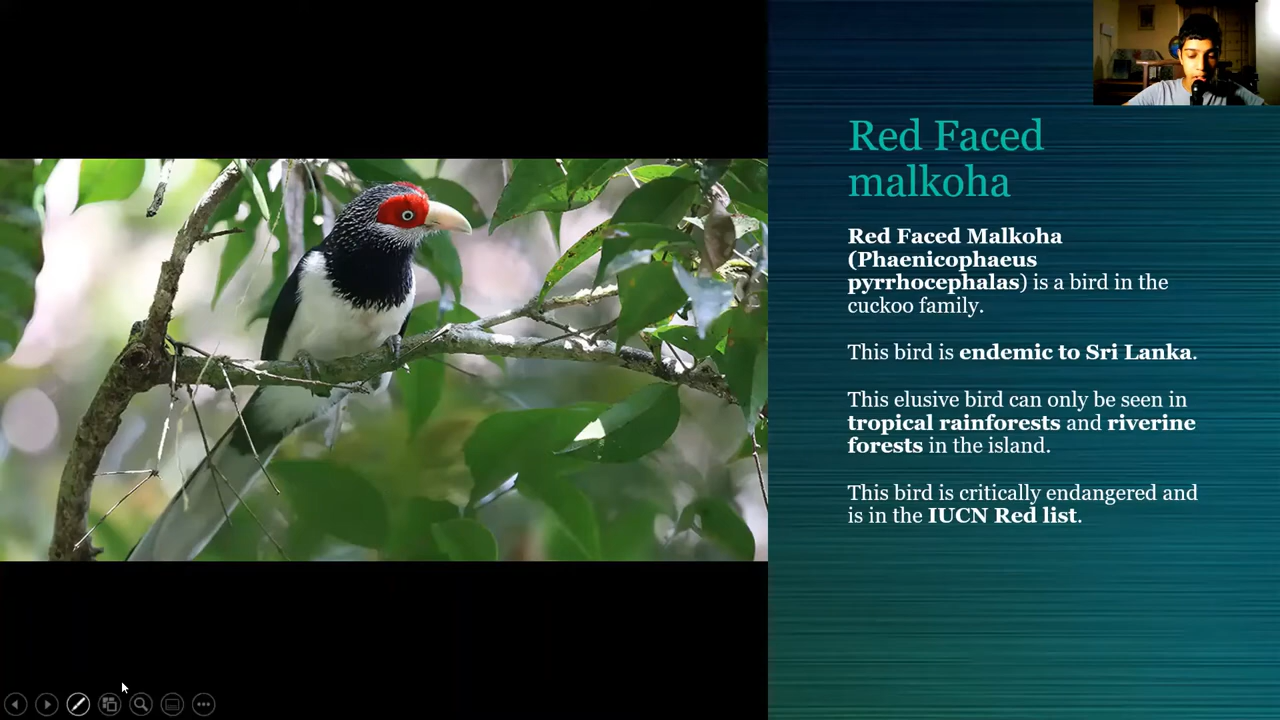 Red Faced
malkoha
Red Faced Malkoha
(Phaenicophaeus
pyrrhocephalas) is a bird in the
cuckoo family.
This bird is endemic to Sri Lanka.
This elusive bird can only be seen in
tropical rainforests and riverine
forests in the island.
This bird is critically endangered and
is in the IUCN Red list.